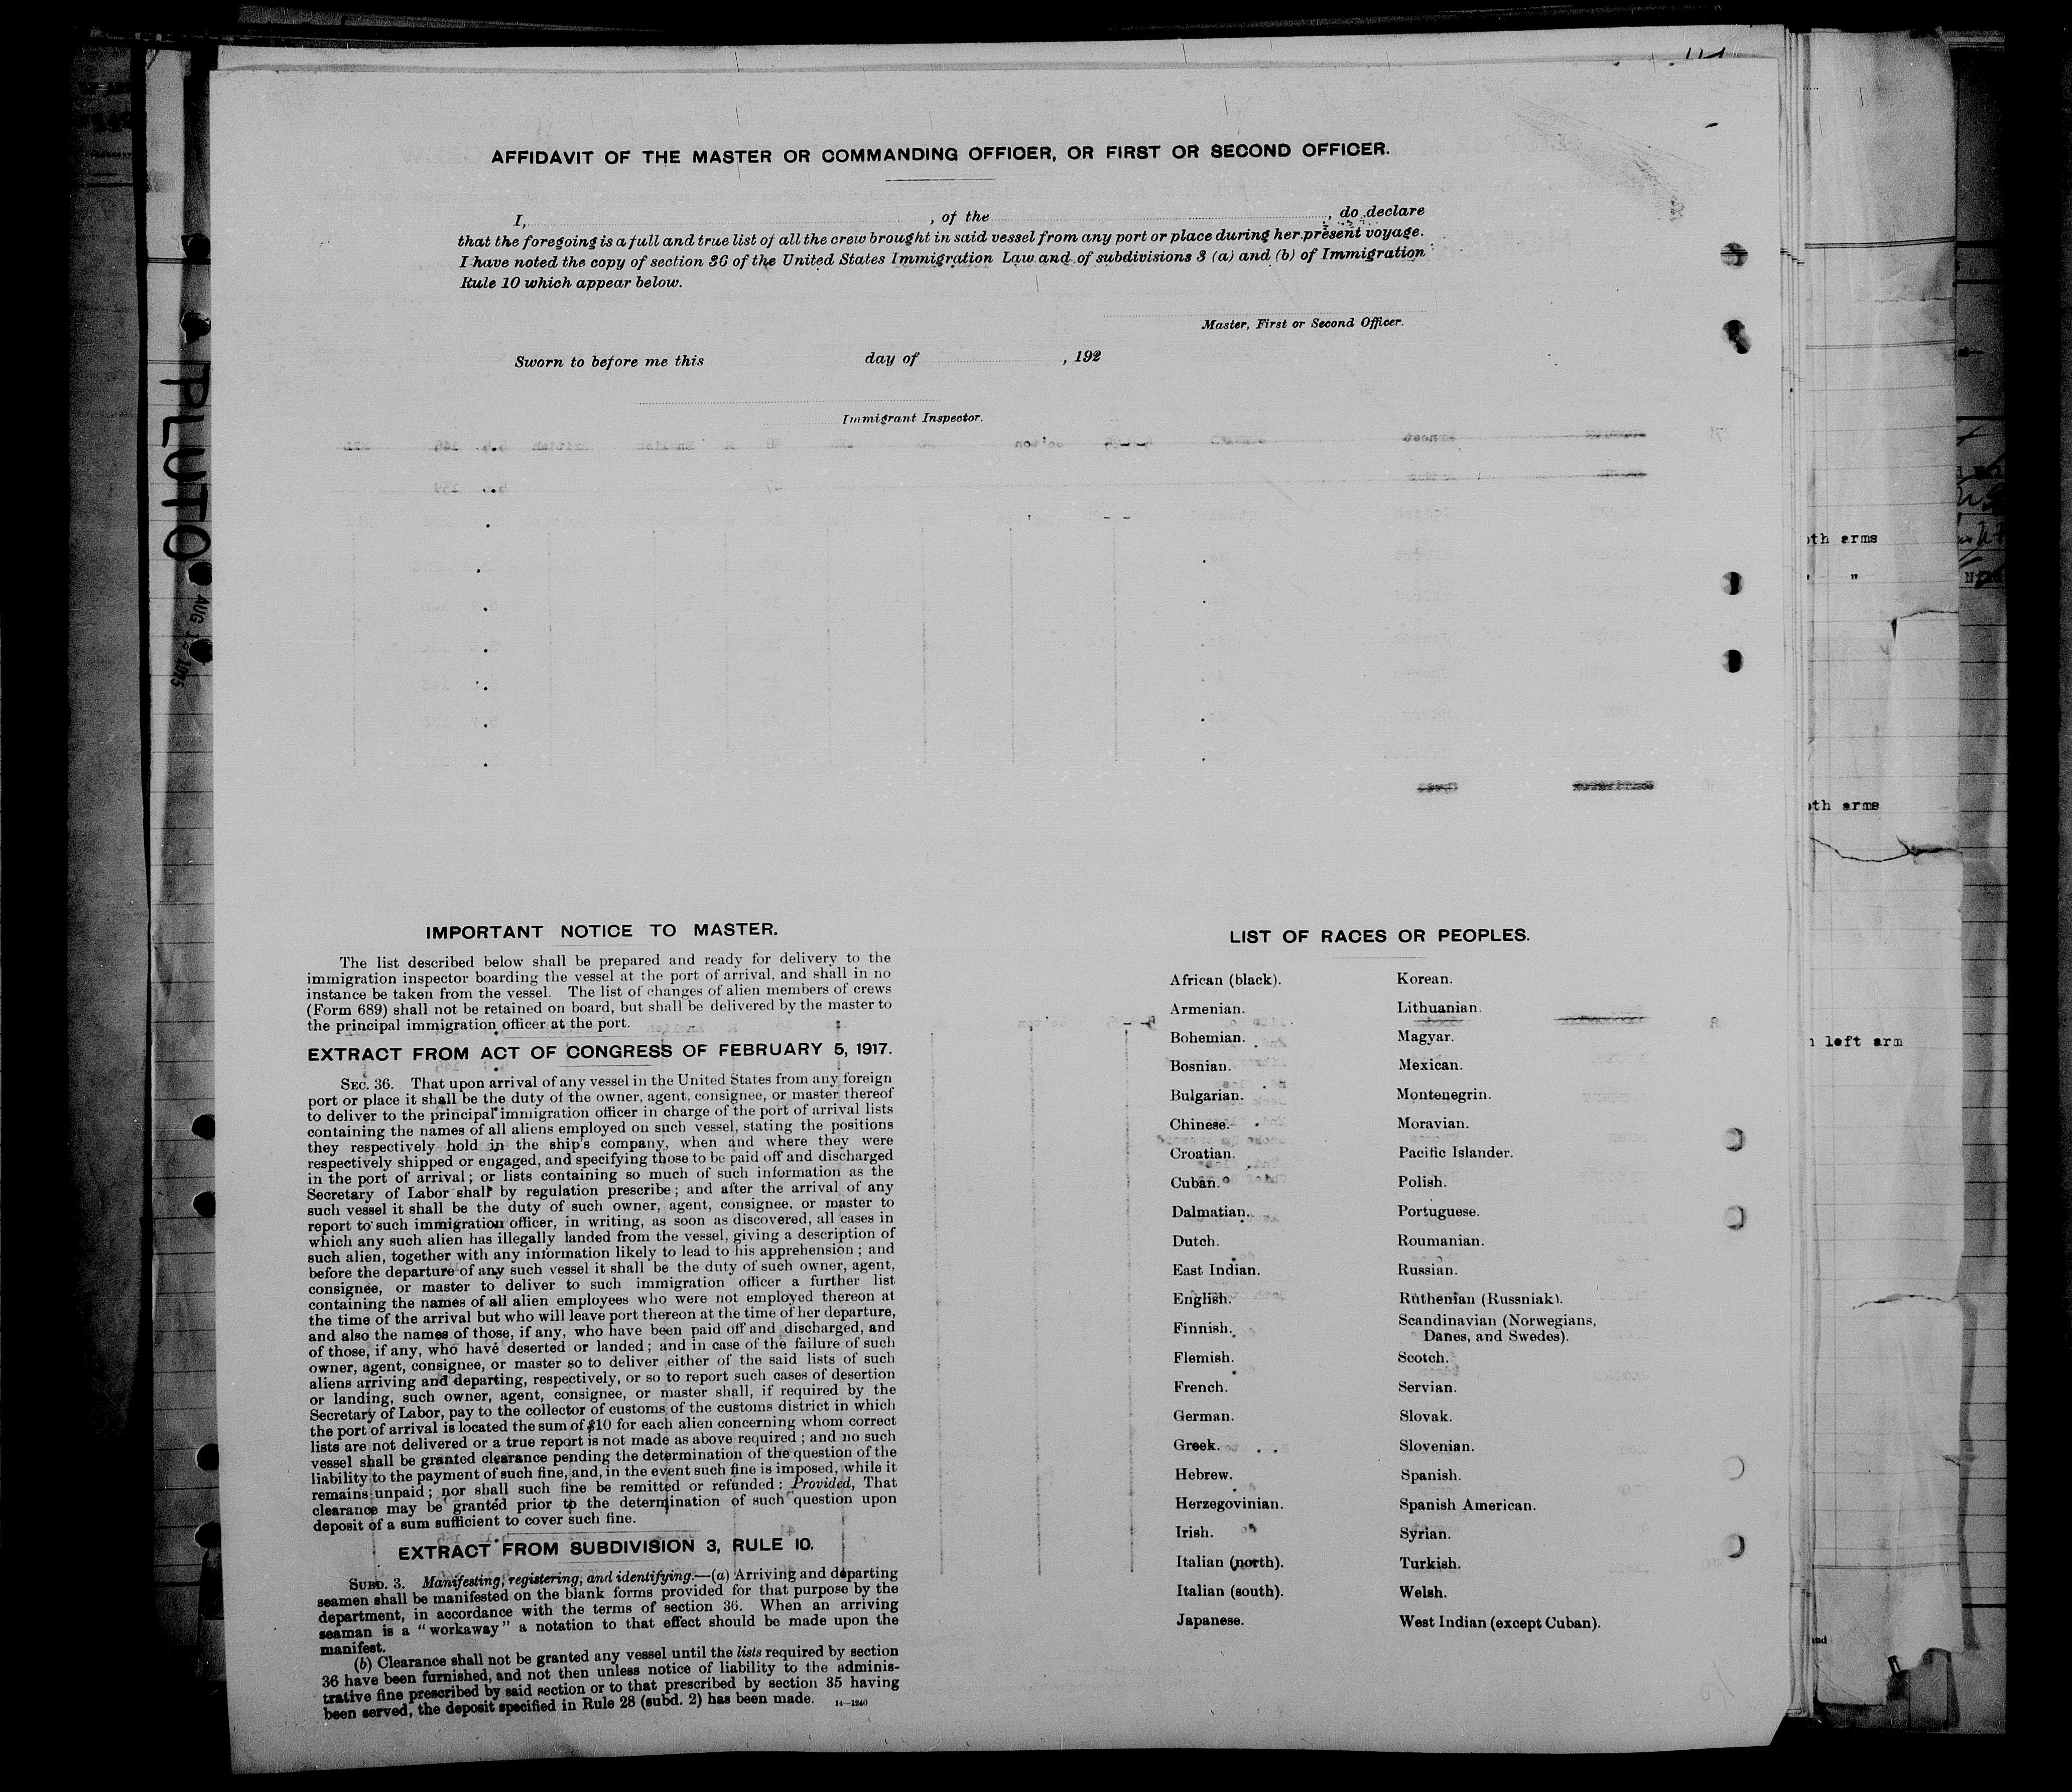 AFFIDAVIT OF THE MASTER OR COMMANDING OFFICER, OR FIRST OR SECOND OFFICER.
I, , of the , do declare
that the foregoing is a full and true list of all the crew brought in said vessel from any port or place during her present voyage.
I have noted the copy of section 36 of the United States Immigration Law and of subdivisions 3 (a) and (b) of Immigration
Rule 10 which appear below.
Master, First or Second Officer.
Sworn to before me this day of , 192
Immigrant Inspector.
PLUTO
AUG
oth arms
"
oth arms
left arm
IMPORTANT NOTICE TO MASTER.
The list described below shall be prepared and ready for delivery to the
immigration inspector boarding the vessel at the port of arrival, and shall in no
instance be taken from the vessel. The list of changes of alien members of crews
(Form 689) shall not be retained on board, but shall be delivered by the master to
the principal immigration officer at the port.
EXTRACT FROM ACT OF CONGRESS OF FEBRUARY 5, 1917.
SEC. 36. That upon arrival of any vessel in the United States from any foreign
port or place it shall be the duty of the owner, agent, consignee, or master thereof
to deliver to the principal immigration officer in charge of the port of arrival lists
containing the names of all aliens employed on such vessel, stating the positions
they respectively hold in the ship's company, when and where they were
respectively shipped or engaged, and specifying those to be paid off and discharged
in the port of arrival; or lists containing so much of such information as the
Secretary of Labor shall by regulation prescribe; and after the arrival of any
such vessel it shall be the duty of such owner, agent, consignee, or master to
report to such immigration officer, in writing, as soon as discovered, all cases in
which any such alien has illegally landed from the vessel, giving a description of
such alien, together with any information likely to lead to his apprehension; and
before the departure of any such vessel it shall be the duty of such owner, agent,
consignee, or master to deliver to such immigration officer a further list
containing the names of all alien employees who were not employed thereon at
the time of the arrival but who will leave port thereon at the time of her departure,
and also the names of those, if any, who have been paid off and discharged, and
of those, if any, who have deserted or landed; and in case of the failure of such
owner, agent, consignee, or master so to deliver either of the said lists of such
aliens arriving and departing, respectively, or so to report such cases of desertion
or landing, such owner, agent, consignee, or master shall, if required by the
Secretary of Labor, pay to the collector of customs of the customs district in which
the port of arrival is located the sum of $10 for each alien concerning whom correct
lists are not delivered or a true report is not made as above required; and no such
vessel shall be granted clearance pending the determination of the question of the
liability to the payment of such fine, and, in the event such fine is imposed, while it
remains unpaid; nor shall such fine be remitted or refunded: Provided, That
clearance may be granted prior to the determination of such question upon
deposit of a sum sufficient to cover such fine.
EXTRACT FROM SUBDIVISION 3, RULE 10.
SUBD. 3. Manifesting, registering, and identifying.—(a) Arriving and departing
seamen shall be manifested on the blank forms provided for that purpose by the
department, in accordance with the terms of section 36. When an arriving
seaman is a "workaway" a notation to that effect should be made upon the
manifest.
(b) Clearance shall not be granted any vessel until the lists required by section
36 have been furnished, and not then unless notice of liability to the adminis-
trative fine prescribed by said section or to that prescribed by section 35 having
been served, the deposit specified in Rule 28 (subd. 2) has been made. 14—1240
LIST OF RACES OR PEOPLES.
African (black).
Armenian.
Bohemian.
Bosnian.
Bulgarian.
Chinese.
Croatian.
Cuban.
Dalmatian.
Dutch.
East Indian.
English.
Finnish.
Flemish.
French.
German.
Greek.
Hebrew.
Herzegovinian.
Irish.
Italian (north).
Italian (south).
Japanese.
Korean.
Lithuanian.
Magyar.
Mexican.
Montenegrin.
Moravian.
Pacific Islander.
Polish.
Portuguese.
Roumanian.
Russian.
Ruthenian (Russniak).
Scandinavian (Norwegians,
Danes, and Swedes).
Scotch.
Servian.
Slovak.
Slovenian.
Spanish.
Spanish American.
Syrian.
Turkish.
Welsh.
West Indian (except Cuban).